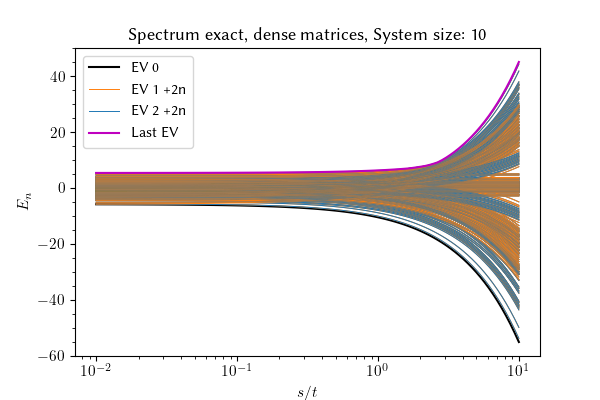 Spectrum exact, dense matrices, System size: 10
EV 0
EV 1 +2n
EV 2 +2n
Last EV
40
20
0
−20
−40
−60
E_n
10^−2
10^−1
10^0
10^1
s/t